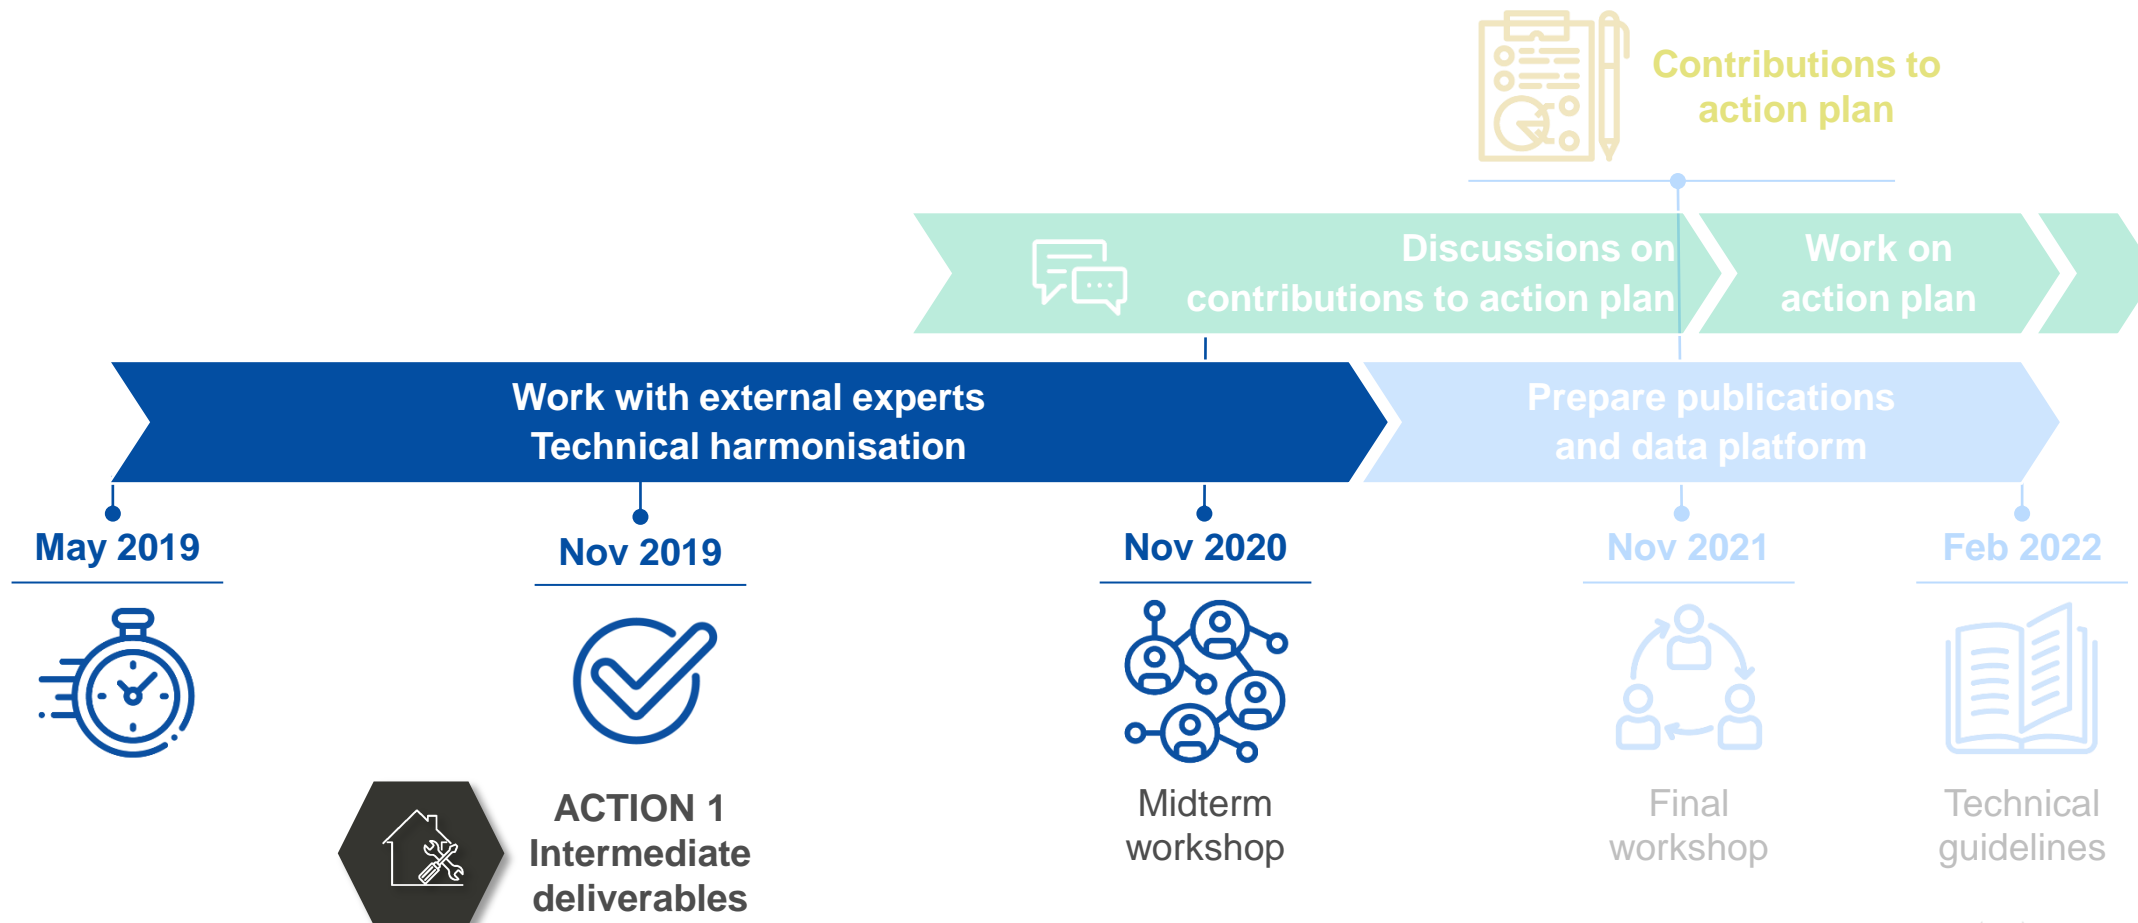 Contributions to
action plan
Discussions on
contributions to action plan
Work on
action plan
Work with external experts
Technical harmonisation
Prepare publications
and data platform
May 2019
Nov 2019
Nov 2020
Nov 2021
Feb 2022
ACTION 1
Intermediate
deliverables
Midterm
workshop
Final
workshop
Technical
guidelines